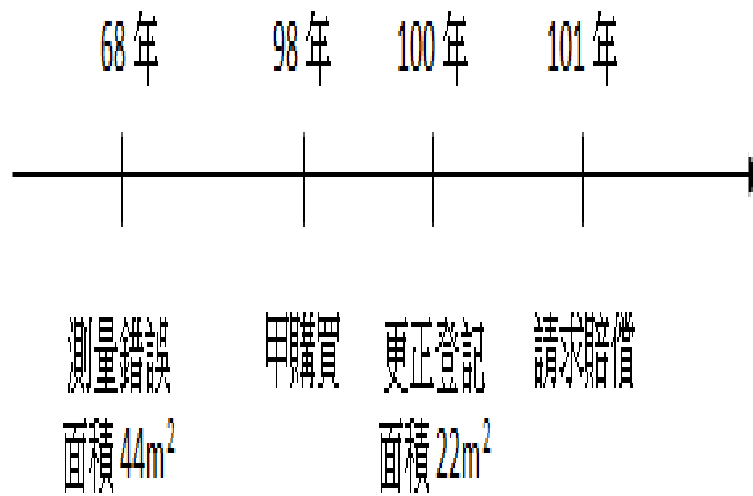 68 年 98 年 100 年 101 年
測量錯誤 甲購買 更正登記 請求賠償
面積 44m² 面積 22m²